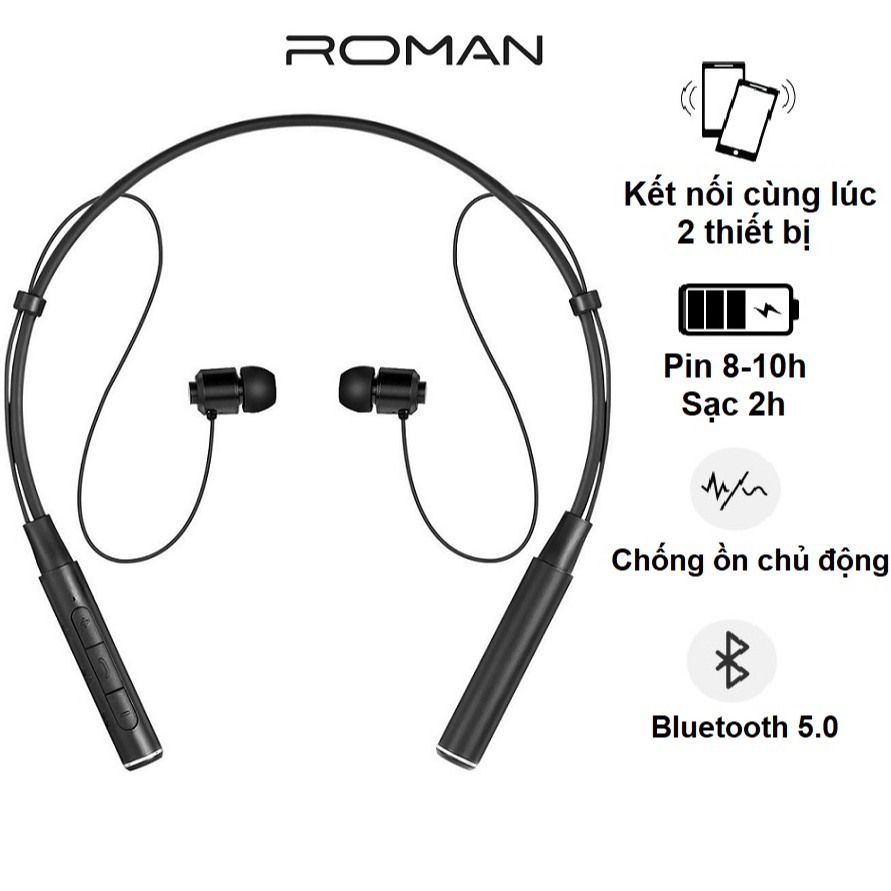 ROMAN
Kết nối cùng lúc
2 thiết bị
Pin 8-10h
Sạc 2h
Chống ồn chủ động
Bluetooth 5.0